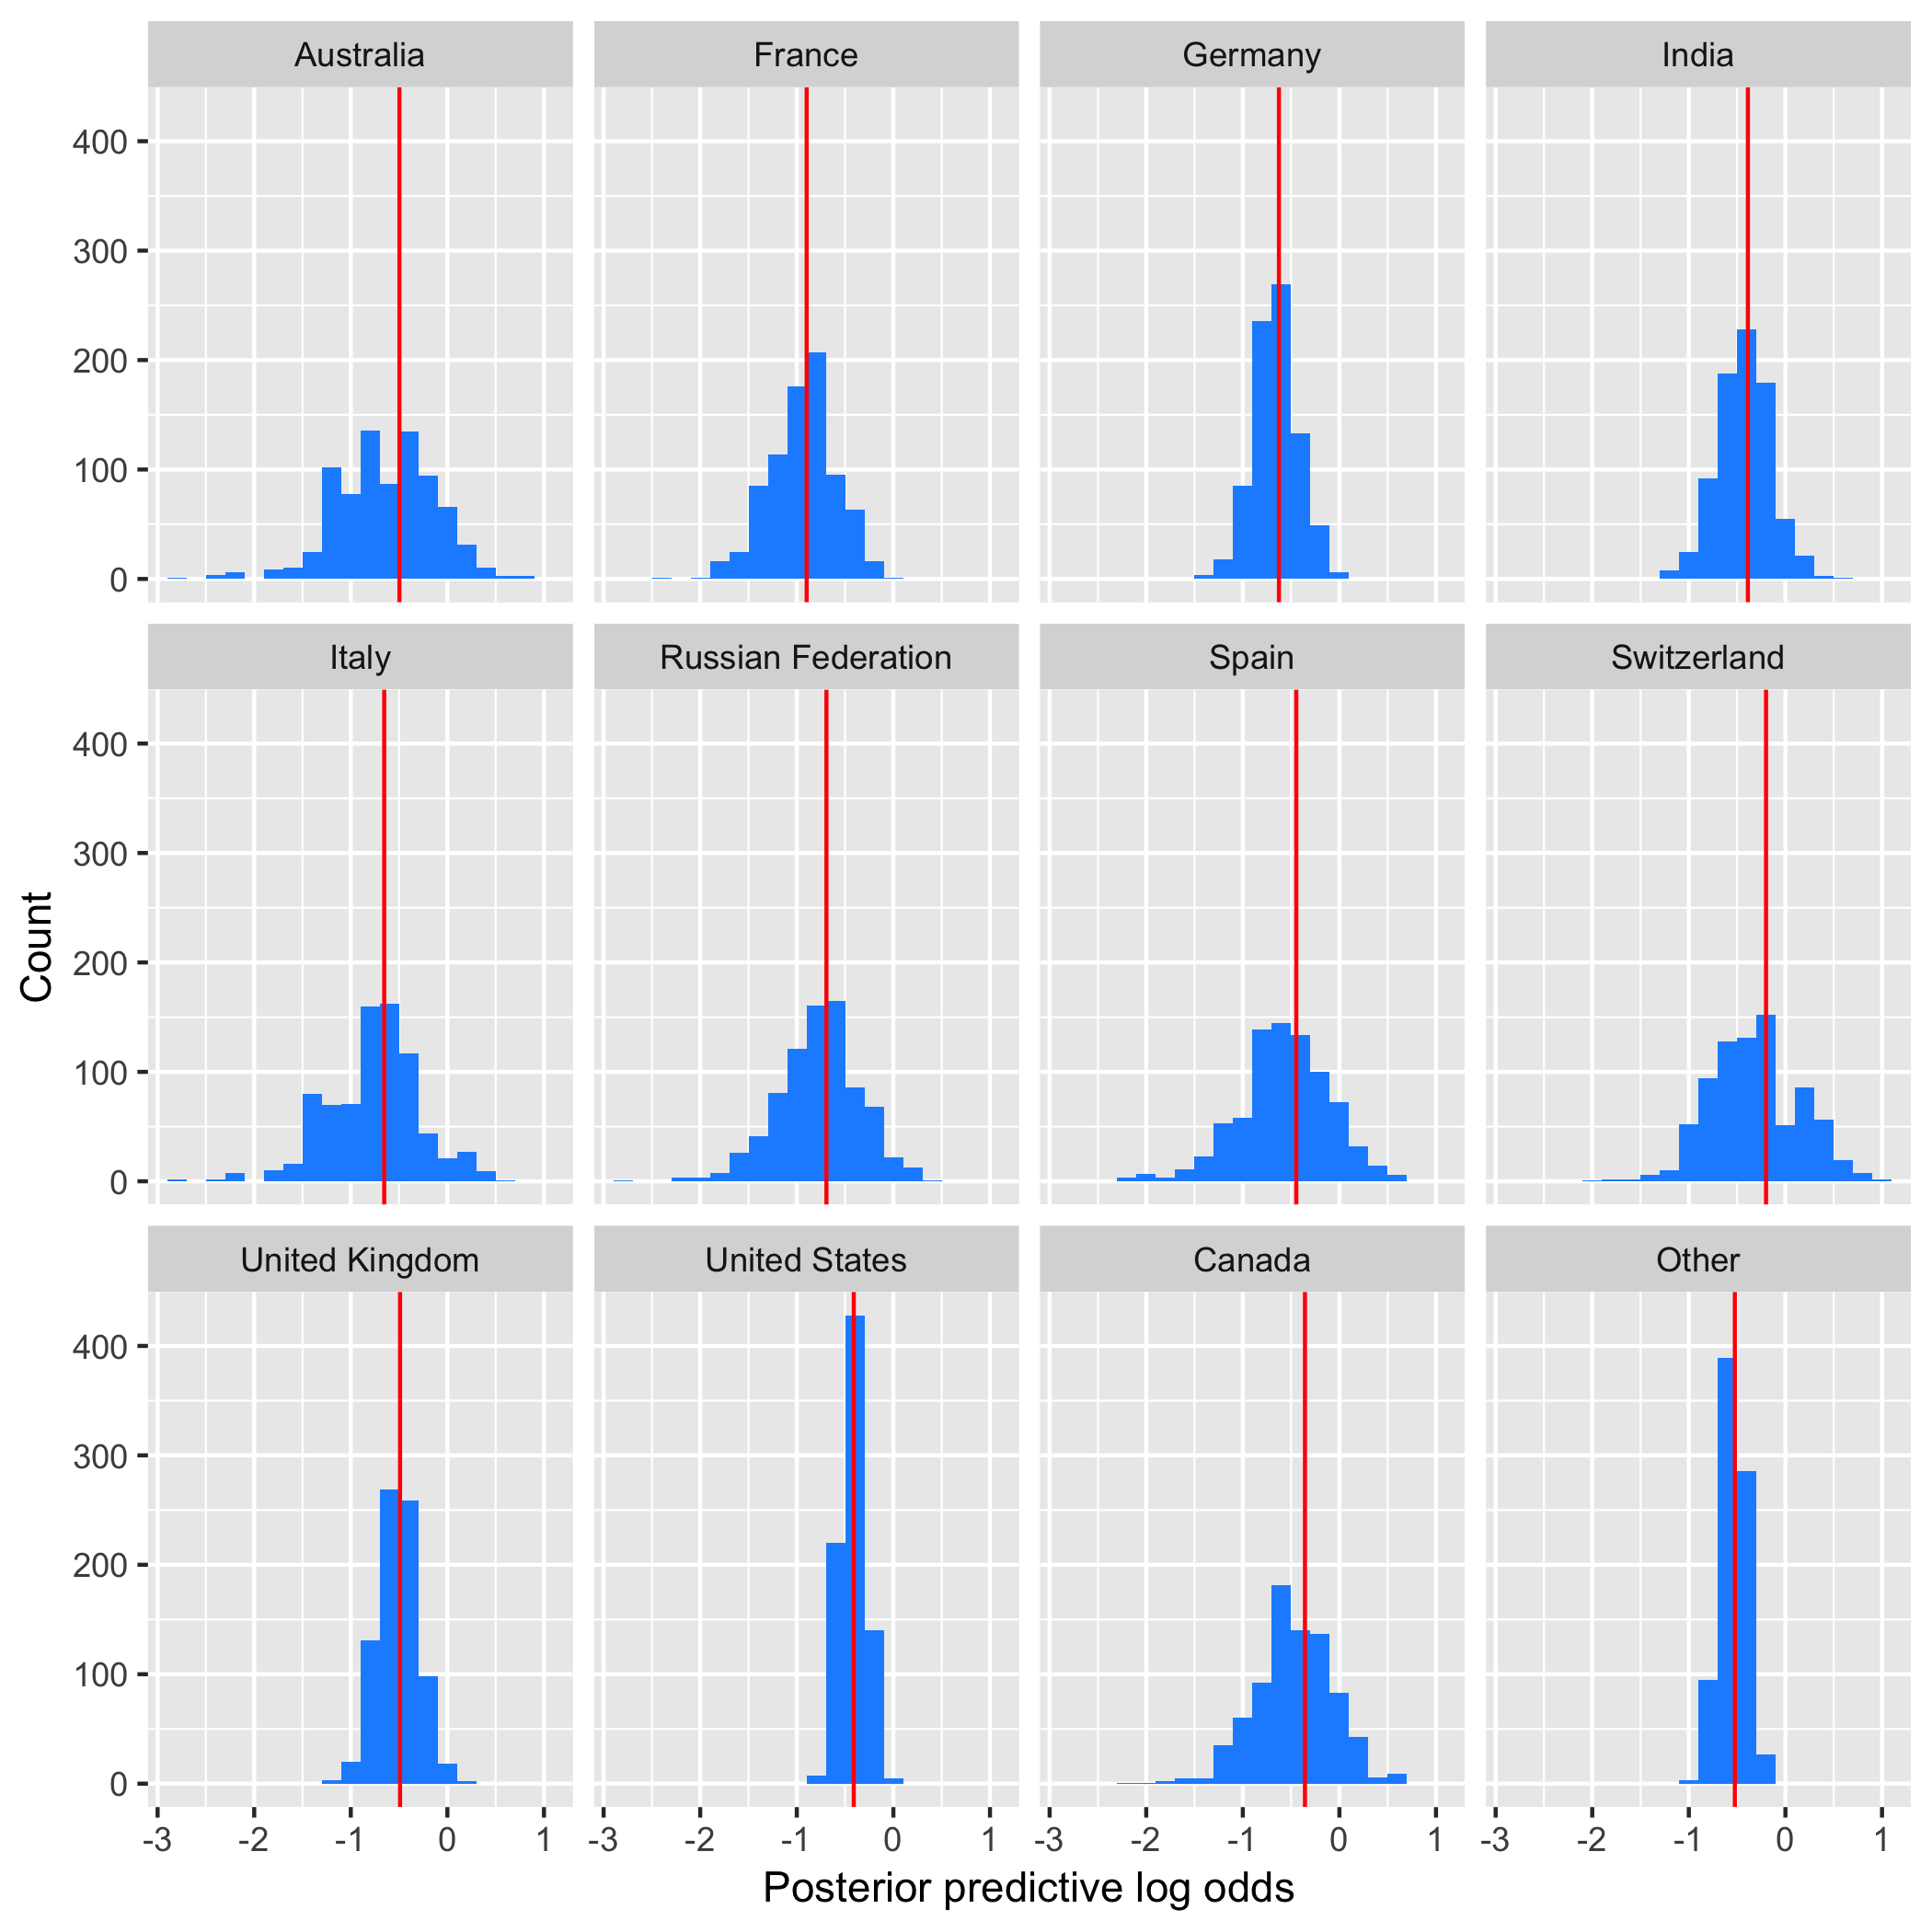 Australia France Germany India
400
300
200
100
0
Italy Russian Federation Spain Switzerland
400
300
200
100
0
Count
United Kingdom United States Canada Other
400
300
200
100
0
-3 -2 -1 0 1 -3 -2 -1 0 1 -3 -2 -1 0 1 -3 -2 -1 0 1
Posterior predictive log odds